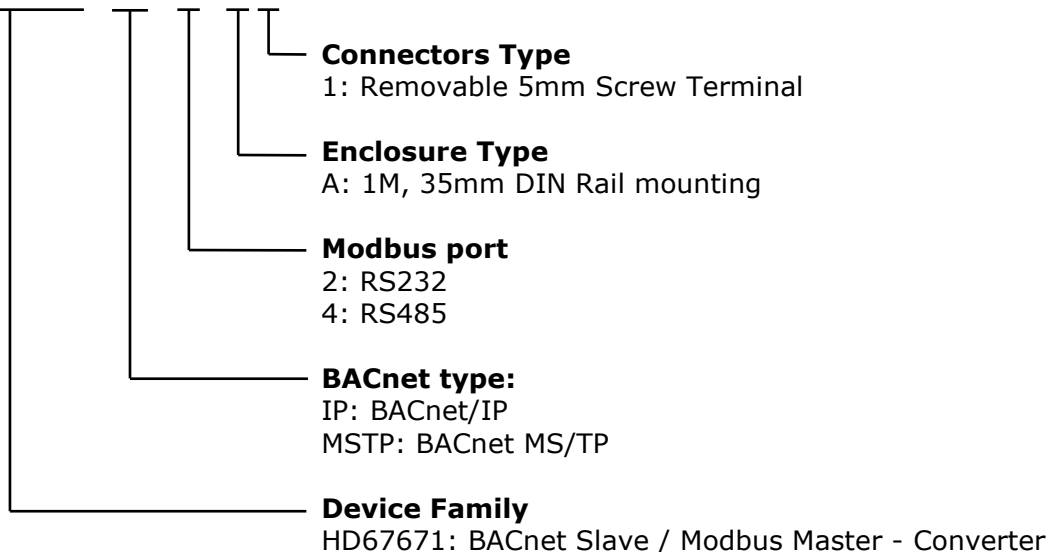 Connectors Type
1: Removable 5mm Screw Terminal
Enclosure Type
A: 1M, 35mm DIN Rail mounting
Modbus port
2: RS232
4: RS485
BACnet type:
IP: BACnet/IP
MSTP: BACnet MS/TP
Device Family
HD67671: BACnet Slave / Modbus Master - Converter